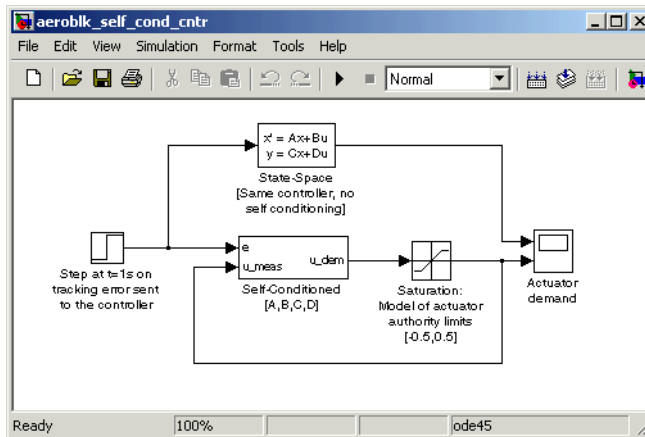 aeroblk_self_cond_cntr
File Edit View Simulation Format Tools Help
Normal
x' = Ax+Bu
y = Cx+Du
State-Space
[Same controller, no
self conditioning]
Step at t=1s on
tracking error sent
to the controller
e
u_meas
u_dem
Self-Conditioned
[A,B,C,D]
Saturation:
Model of actuator
authority limits
[-0.5,0.5]
Actuator
demand
Ready 100% ode45